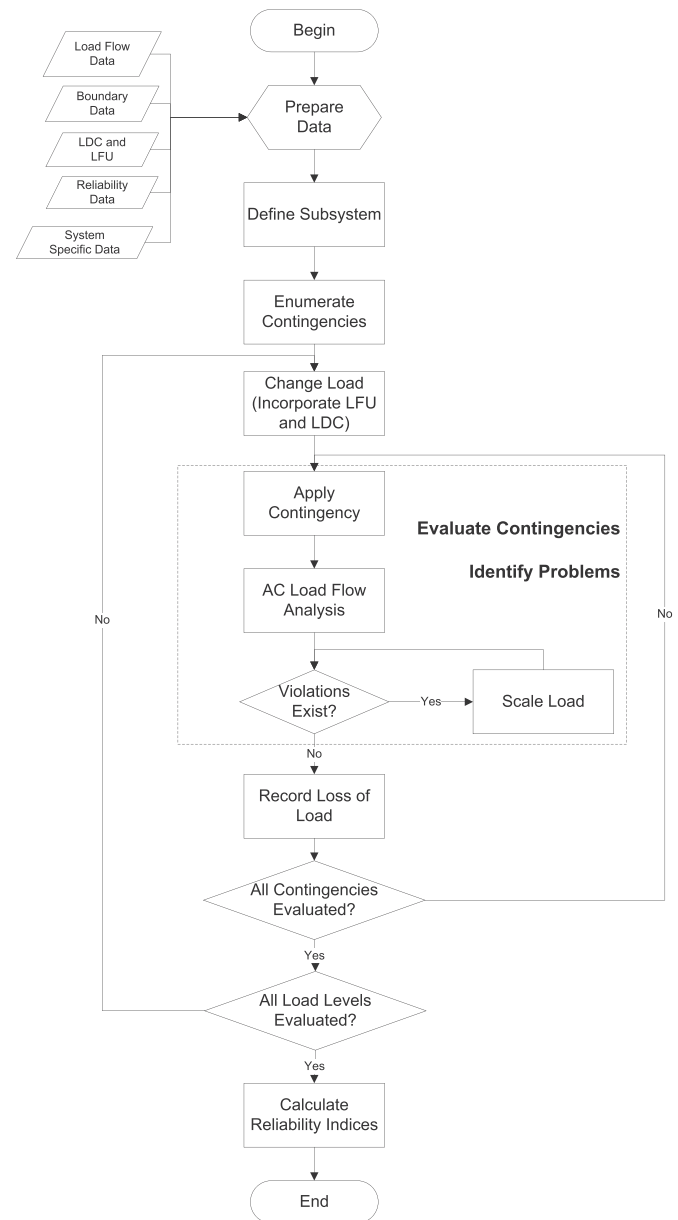 Begin
Load Flow
Data
Boundary
Data
LDC and
LFU
Reliability
Data
System
Specific Data
Prepare
Data
Define Subsystem
Enumerate
Contingencies
Change Load
(Incorporate LFU
and LDC)
Apply
Contingency
Evaluate Contingencies
Identify Problems
AC Load Flow
Analysis
No
No
Violations
Exist?
Yes
Scale Load
No
Record Loss of
Load
All Contingencies
Evaluated?
Yes
All Load Levels
Evaluated?
Yes
Calculate
Reliability Indices
End